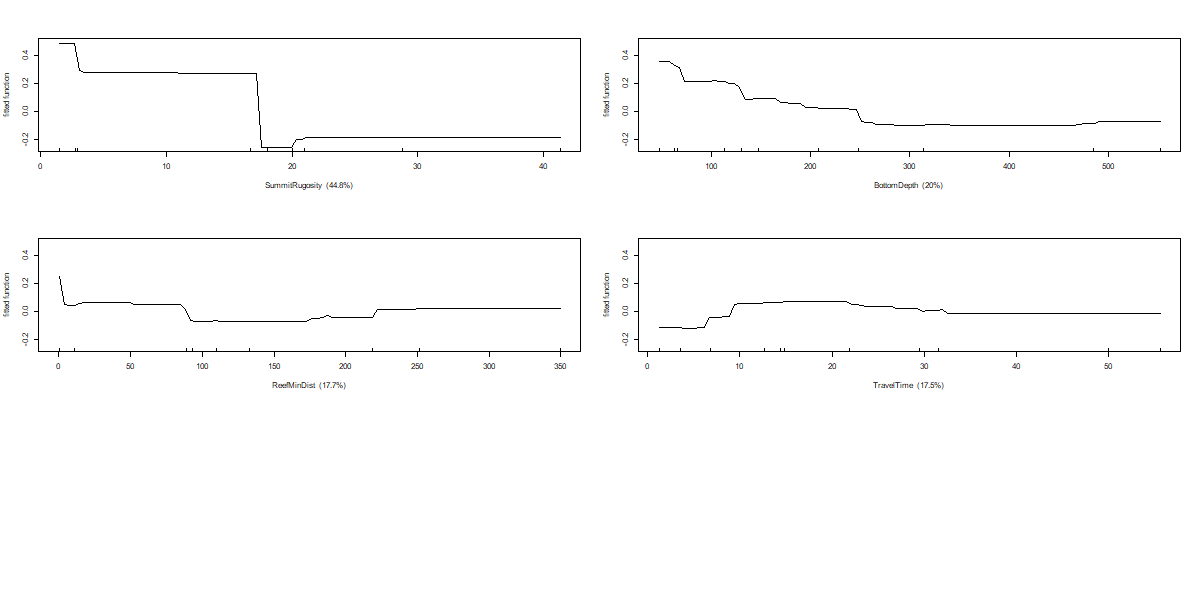 fitted function
0.4
0.2
0.0
-0.2
0 10 20 30 40
SummitRugosity (44.8%)
fitted function
0.4
0.2
0.0
-0.2
100 200 300 400 500
BottomDepth (20%)
fitted function
0.4
0.2
0.0
-0.2
0 50 100 150 200 250 300 350
ReefMinDist (17.7%)
fitted function
0.4
0.2
0.0
-0.2
0 10 20 30 40 50
TravelTime (17.5%)